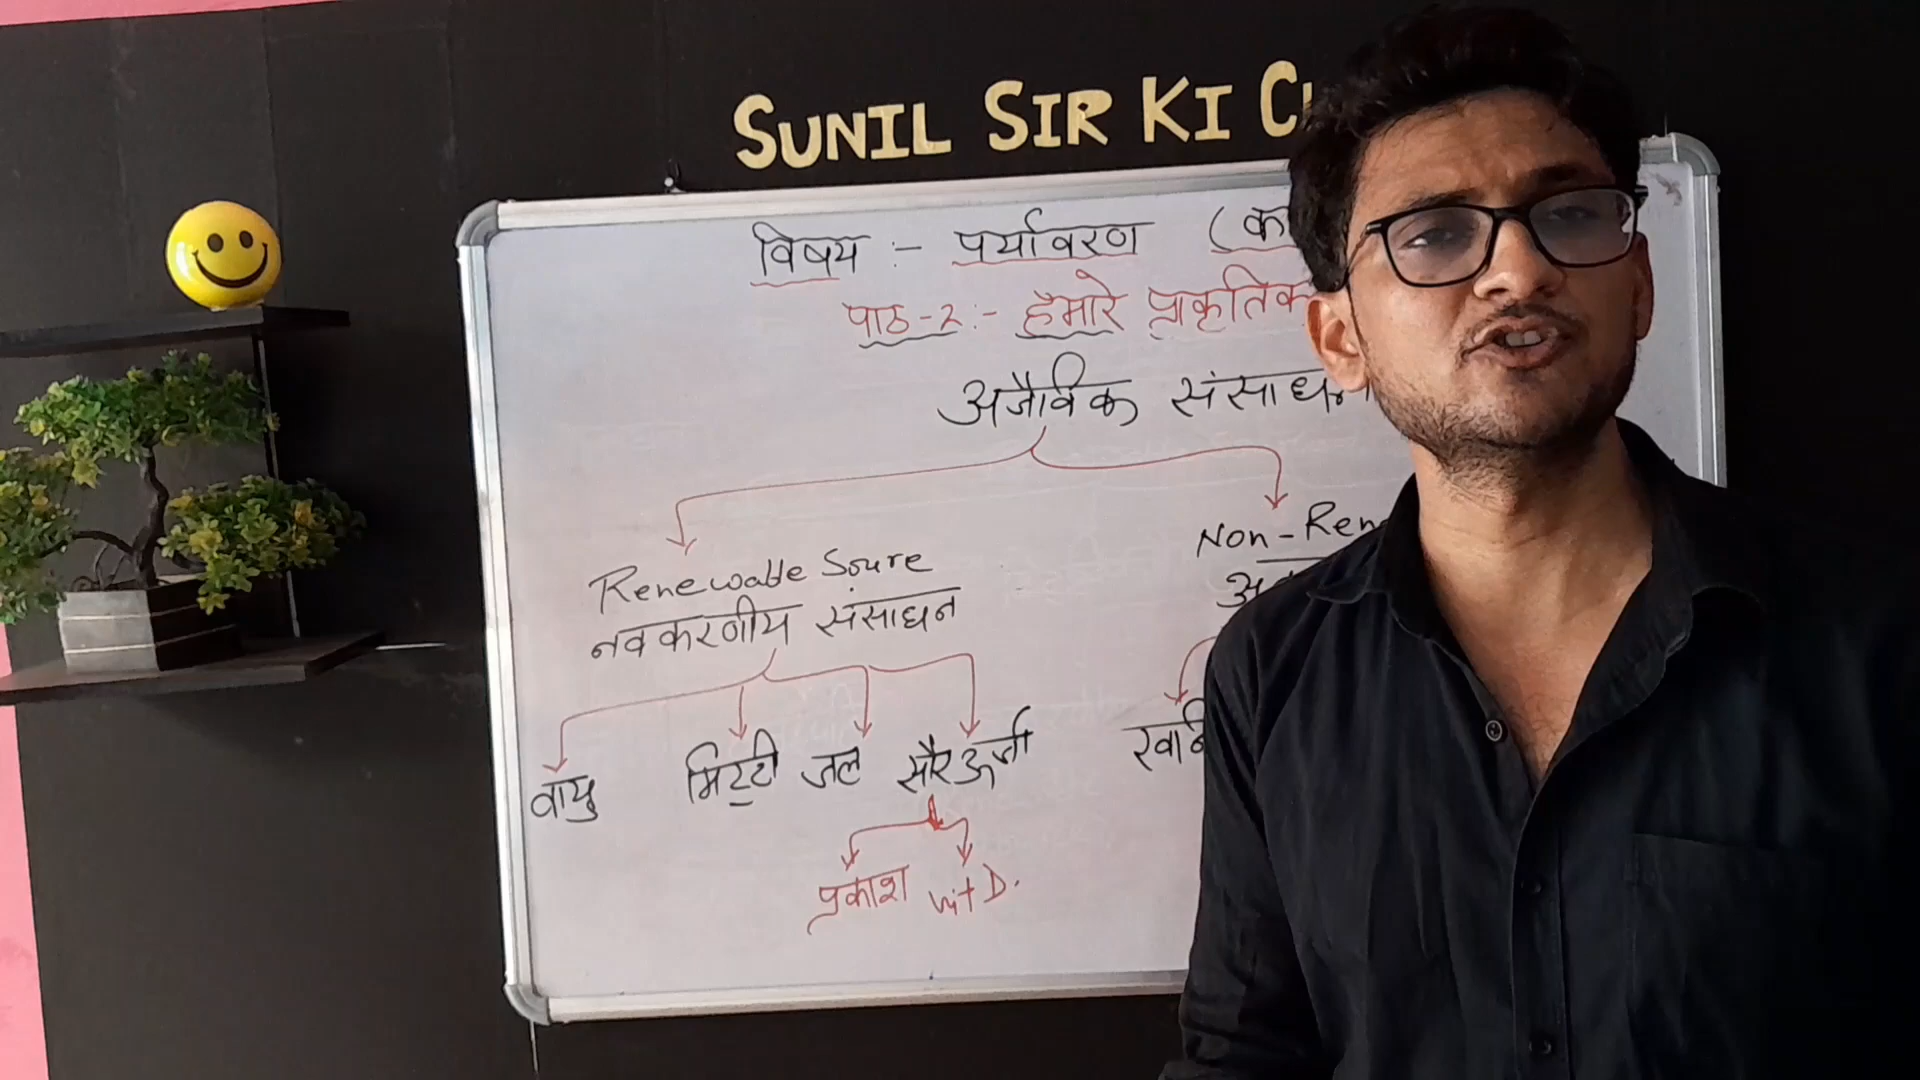 SUNIL SIR KI
विषय :- पर्यावरण
पाठ-2 :- हमारे प्राकृतिक
अजैविक संसाधन
Renewable Soure
नवकरणीय संसाधन
Non-Ren
वायु मिट्टी जल सौर ऊर्जा
प्रकाश vit D.